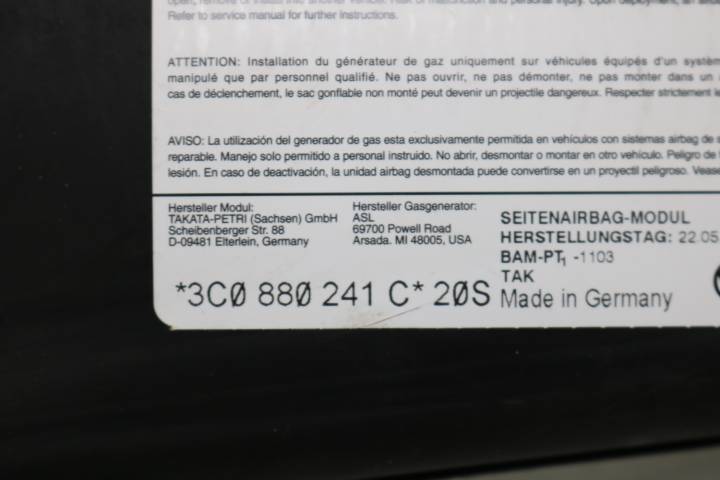 Refer to service manual for further instructions.
ATTENTION: Installation du générateur de gaz uniquement sur véhicules équipés d'un systèm
manipulé que par personnel qualifié. Ne pas ouvrir, ne pas démonter, ne pas monter dans un
cas de déclenchement, le sac gonflable non monté peut devenir un projectile dangereux. Respecter strictement
AVISO: La utilización del generador de gas esta exclusivamente permitida en vehículos con sistemas airbag de
reparable. Manejo solo permitido a personal instruido. No abrir, desmontar o montar en otro vehículo. Peligro de
lesión. En caso de deactivación, la unidad airbag desmontada puede convertirse en un proyectil peligroso. Vease
Hersteller Modul:
TAKATA-PETRI (Sachsen) GmbH
Scheibenberger Str. 88
D-09481 Elterlein, Germany
Hersteller Gasgenerator:
ASL
69700 Powell Road
Arsada. MI 48005, USA
SEITENAIRBAG-MODUL
HERSTELLUNGSTAG: 22.05
BAM-PT₁ -1103
TAK
*3C0 880 241 C* 20S Made in Germany